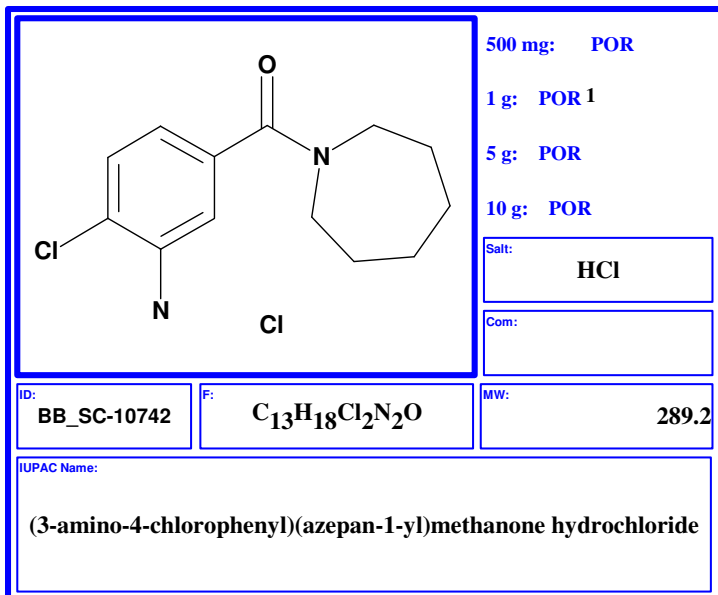 O
N
Cl
N
Cl
500 mg: POR
1 g: POR 1
5 g: POR
10 g: POR
Salt:
HCl
Com:
ID:
BB_SC-10742
F:
C13H18Cl2N2O
MW:
289.2
IUPAC Name:
(3-amino-4-chlorophenyl)(azepan-1-yl)methanone hydrochloride